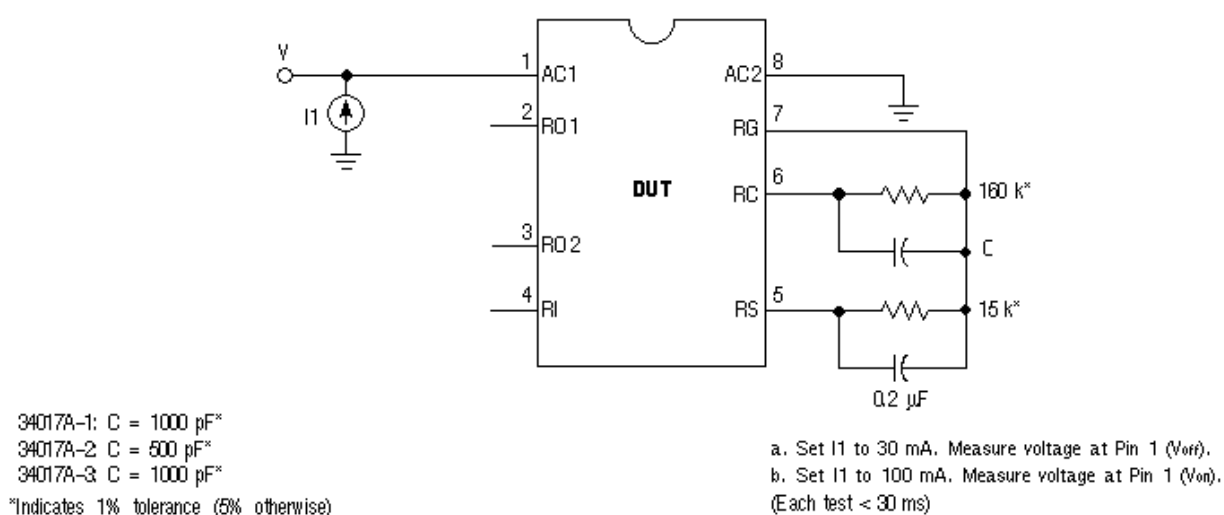 V
I1
1 AC1
2 RO1
3 RO2
4 RI
DUT
AC2 8
RG 7
RC 6
RS 5
160 k*
C
15 k*
0.2 µF
34017A–1: C = 1000 pF*
34017A–2: C = 500 pF*
34017A–3: C = 1000 pF*
*Indicates 1% tolerance (5% otherwise)
a. Set I1 to 30 mA. Measure voltage at Pin 1 (Voff).
b. Set I1 to 100 mA. Measure voltage at Pin 1 (Von).
(Each test < 30 ms)